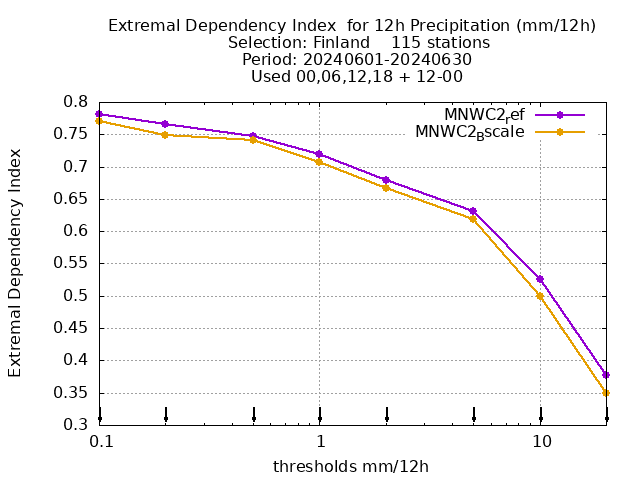 Extremal Dependency Index  for 12h Precipitation (mm/12h)
Selection: Finland    115 stations
Period: 20240601-20240630
Used 00,06,12,18 + 12-00
MNWC2_ref
MNWC2_Bscale
Extremal Dependency Index
0.8
0.75
0.7
0.65
0.6
0.55
0.5
0.45
0.4
0.35
0.3
0.1
1
10
thresholds mm/12h